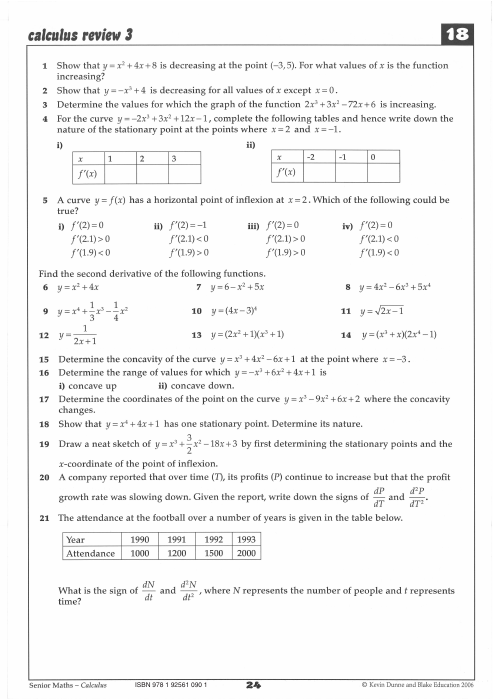 calculus review 3
18
1 Show that y = x² + 4x + 8 is decreasing at the point (−3, 5). For what values of x is the function
increasing?
2 Show that y = −x³ + 4 is decreasing for all values of x except x = 0.
3 Determine the values for which the graph of the function 2x³ + 3x² − 72x + 6 is increasing.
4 For the curve y = −2x³ + 3x² + 12x − 1, complete the following tables and hence write down the
nature of the stationary point at the points where x = 2 and x = −1.
i) ii)
x 1 2 3 x -2 -1 0
f′(x) f′(x)
5 A curve y = f(x) has a horizontal point of inflexion at x = 2. Which of the following could be
true?
i) f′(2) = 0 ii) f′(2) = −1 iii) f′(2) = 0 iv) f′(2) = 0
f′(2.1) > 0 f′(2.1) < 0 f′(2.1) > 0 f′(2.1) < 0
f′(1.9) < 0 f′(1.9) > 0 f′(1.9) > 0 f′(1.9) < 0
Find the second derivative of the following functions.
6 y = x² + 4x 7 y = 6 − x² + 5x 8 y = 4x² − 6x³ + 5x⁴
9 y = x⁴ + 1/3 x³ − 1/4 x² 10 y = (4x − 3)⁴ 11 y = √(2x − 1)
12 y = 1/(2x + 1) 13 y = (2x² + 1)(x³ + 1) 14 y = (x³ + x)(2x⁴ − 1)
15 Determine the concavity of the curve y = x³ + 4x² − 6x + 1 at the point where x = −3.
16 Determine the range of values for which y = −x³ + 6x² + 4x + 1 is
i) concave up ii) concave down.
17 Determine the coordinates of the point on the curve y = x³ − 9x² + 6x + 2 where the concavity
changes.
18 Show that y = x⁴ + 4x + 1 has one stationary point. Determine its nature.
19 Draw a neat sketch of y = x³ + 3/2 x² − 18x + 3 by first determining the stationary points and the
x-coordinate of the point of inflexion.
20 A company reported that over time (T), its profits (P) continue to increase but that the profit
growth rate was slowing down. Given the report, write down the signs of dP/dT and d²P/dT².
21 The attendance at the football over a number of years is given in the table below.
Year 1990 1991 1992 1993
Attendance 1000 1200 1500 2000
What is the sign of dN/dt and d²N/dt², where N represents the number of people and t represents
time?
Senior Maths – Calculus ISBN 978 1 92561 090 1 24 © Kevin Dunne and Blake Education 2006